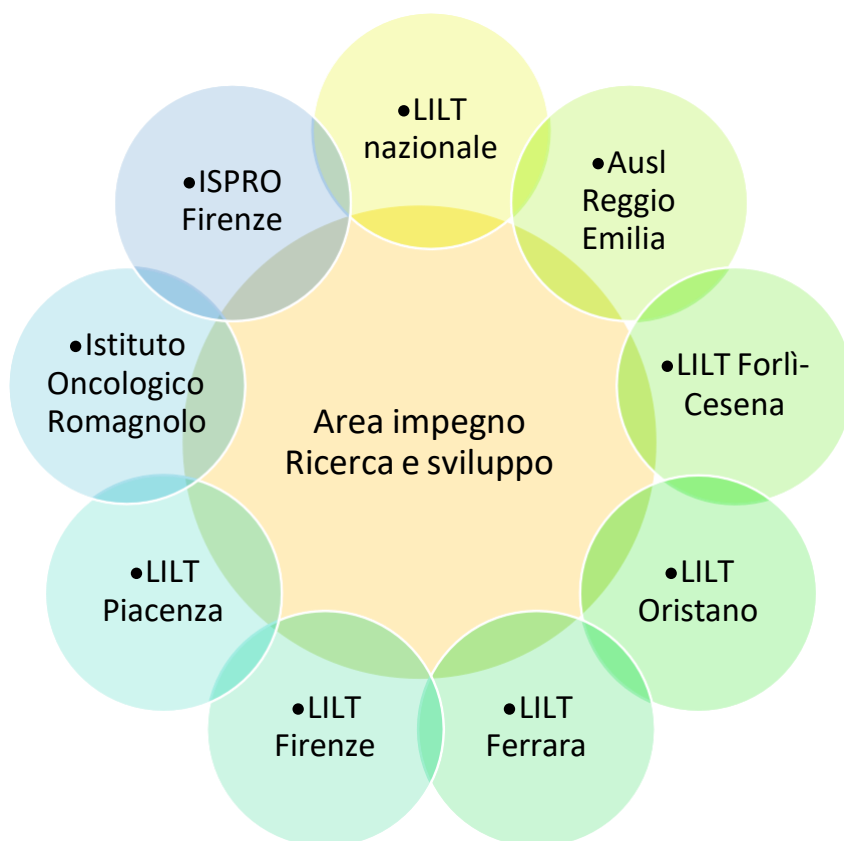 •LILT
nazionale
•Ausl
Reggio
Emilia
•LILT Forlì-
Cesena
•LILT
Oristano
•LILT
Ferrara
•LILT
Firenze
•LILT
Piacenza
•Istituto
Oncologico
Romagnolo
•ISPRO
Firenze
Area impegno
Ricerca e sviluppo